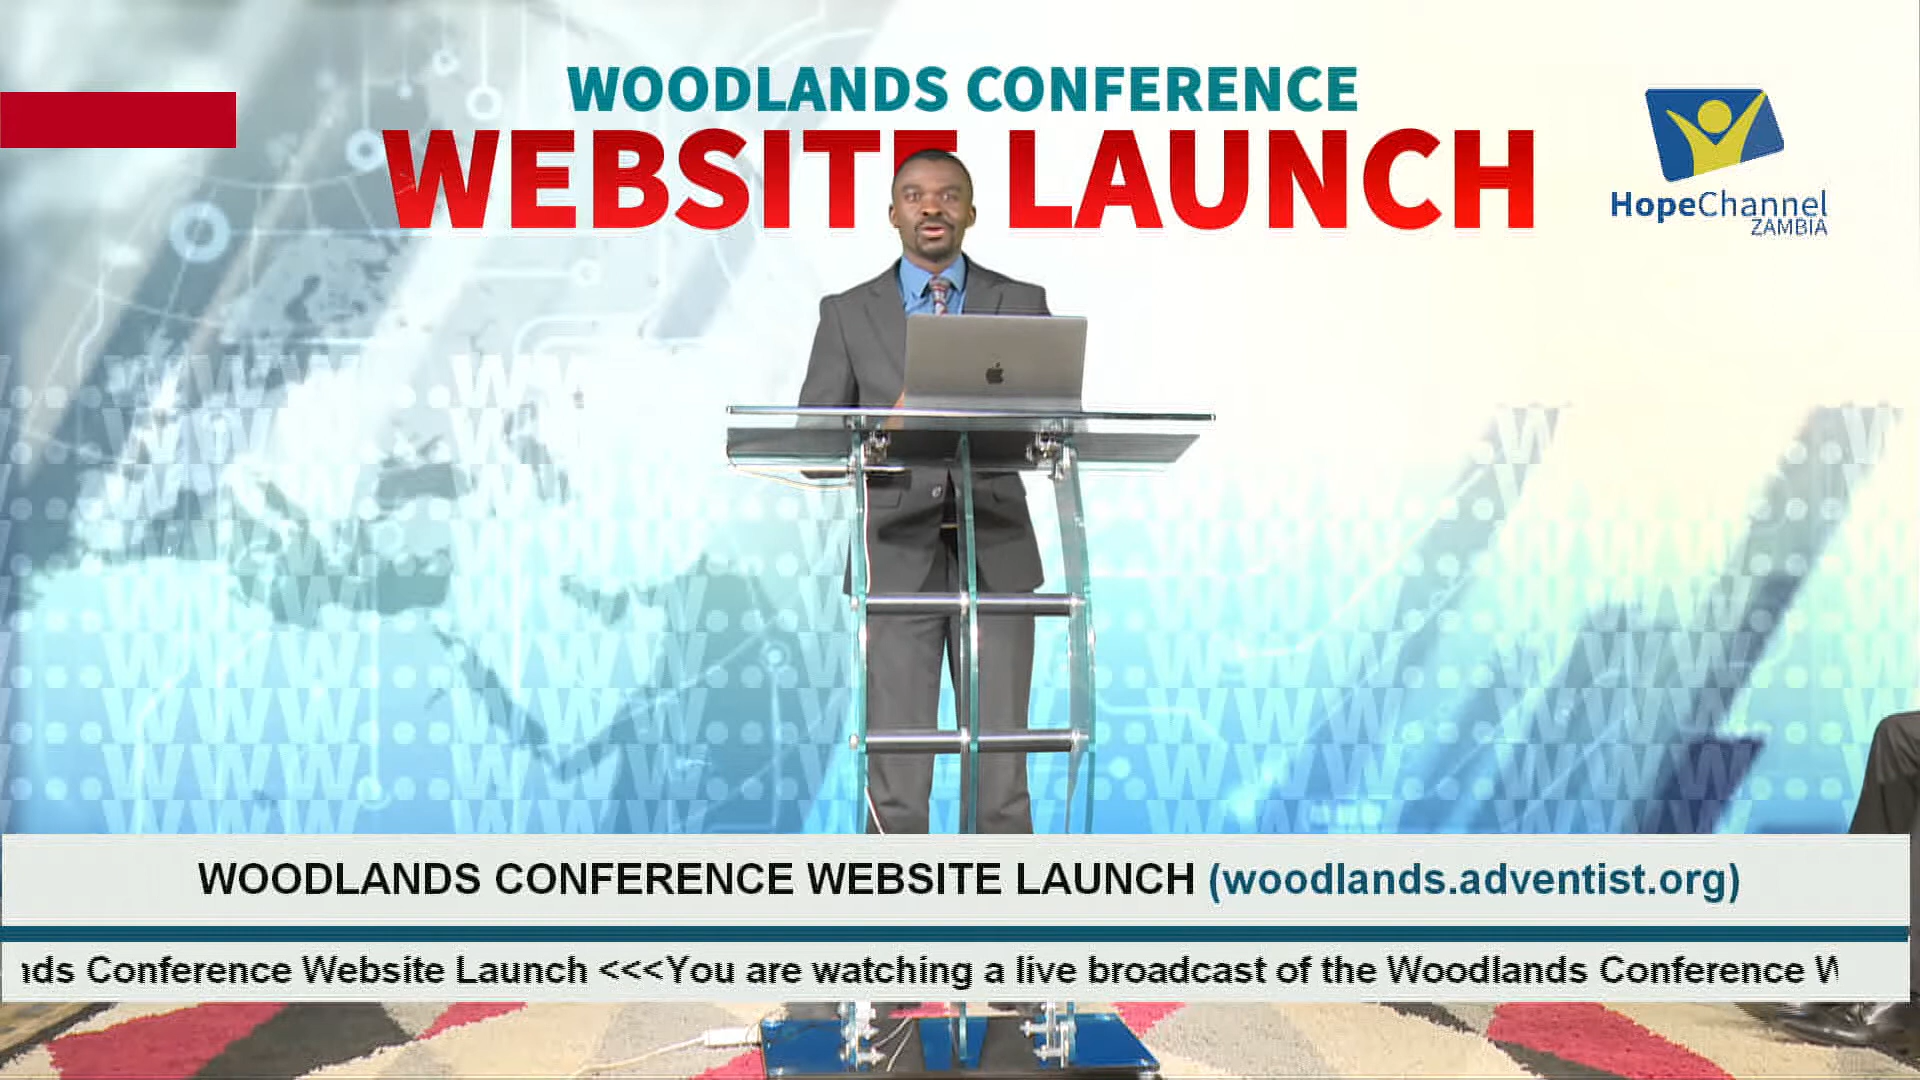 WOODLANDS CONFERENCE
WEBSITE LAUNCH
HopeChannel
ZAMBIA
WWW
WOODLANDS CONFERENCE WEBSITE LAUNCH (woodlands.adventist.org)
Conference Website Launch <<<You are watching a live broadcast of the Woodlands Conference